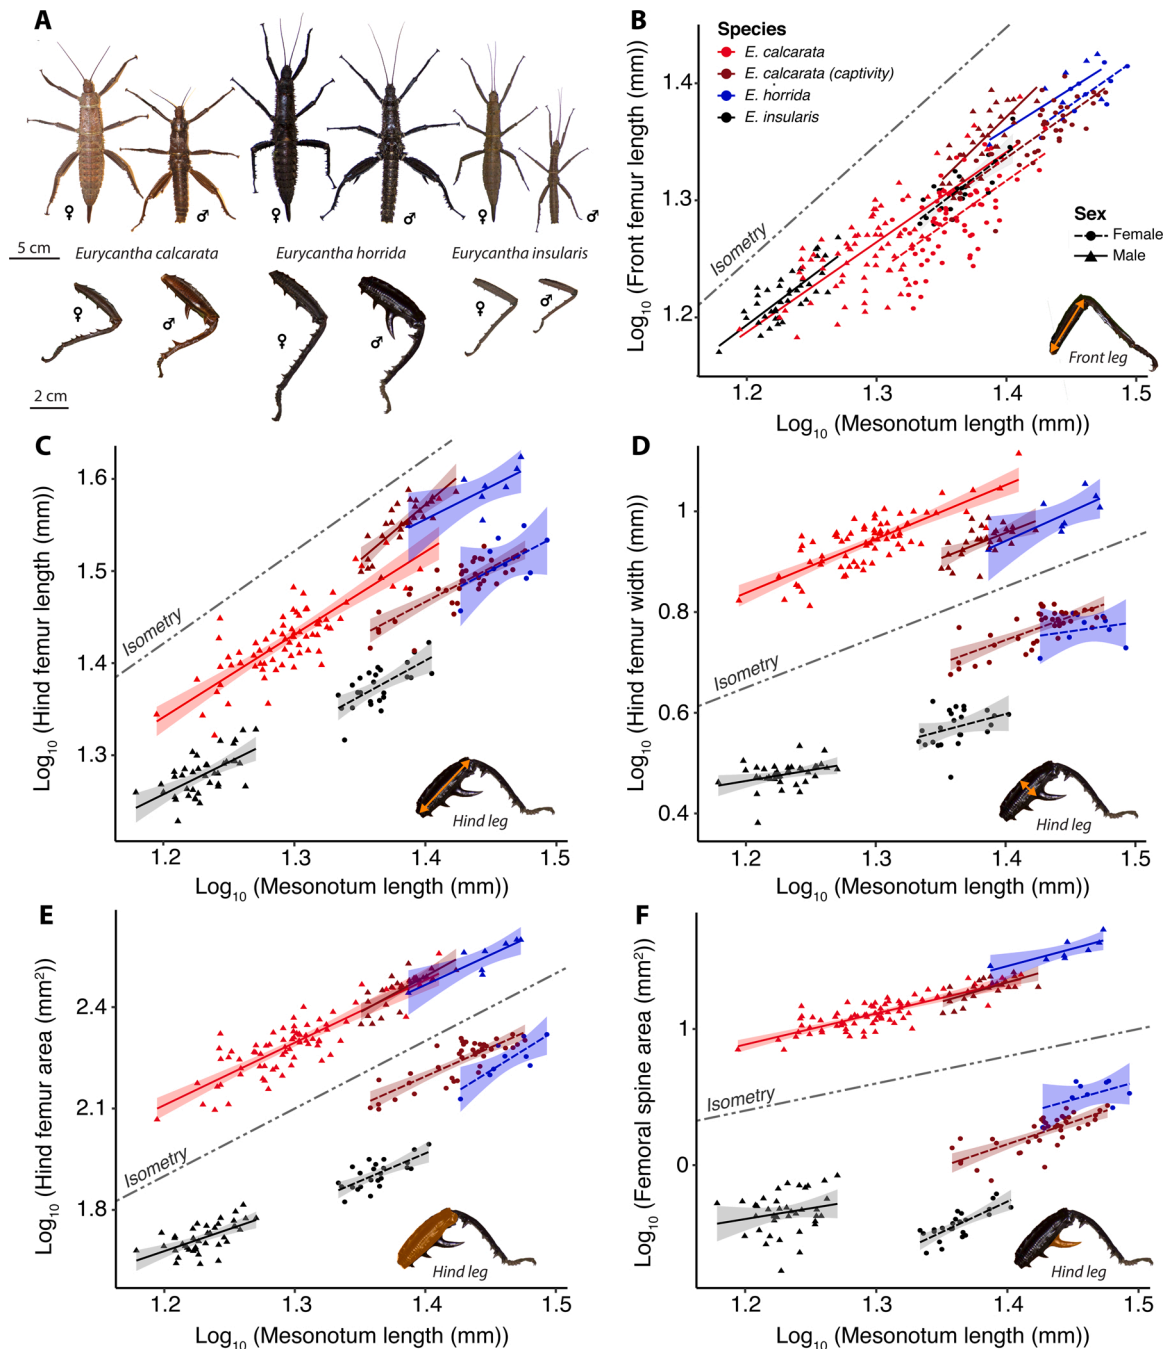 A
♀
♂
♀
♂
♀
♂
5 cm
Eurycantha calcarata
Eurycantha horrida
Eurycantha insularis
♀
♂
♀
♂
♀
♂
2 cm
B
Species
E. calcarata
E. calcarata (captivity)
E. horrida
E. insularis
Sex
Female
Male
Isometry
Front leg
Log10 (Front femur length (mm))
1.4
1.3
1.2
1.2 1.3 1.4 1.5
Log10 (Mesonotum length (mm))
C
Log10 (Hind femur length (mm))
1.6
1.5
1.4
1.3
Isometry
Hind leg
1.2 1.3 1.4 1.5
Log10 (Mesonotum length (mm))
D
Log10 (Hind femur width (mm))
1
0.8
0.6
0.4
Isometry
Hind leg
1.2 1.3 1.4 1.5
Log10 (Mesonotum length (mm))
E
Log10 (Hind femur area (mm2))
2.4
2.1
1.8
Isometry
Hind leg
1.2 1.3 1.4 1.5
Log10 (Mesonotum length (mm))
F
Log10 (Femoral spine area (mm2))
1
0
Isometry
Hind leg
1.2 1.3 1.4 1.5
Log10 (Mesonotum length (mm))